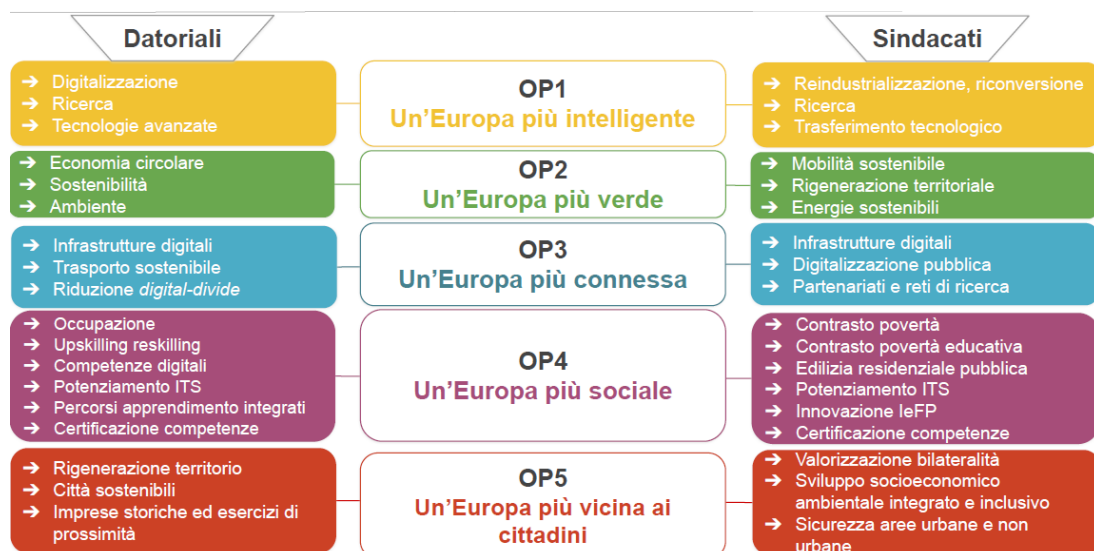 Datoriali
Sindacati
→ Digitalizzazione
→ Ricerca
→ Tecnologie avanzate
OP1
Un'Europa più intelligente
→ Reindustrializzazione, riconversione
→ Ricerca
→ Trasferimento tecnologico
→ Economia circolare
→ Sostenibilità
→ Ambiente
OP2
Un'Europa più verde
→ Mobilità sostenibile
→ Rigenerazione territoriale
→ Energie sostenibili
→ Infrastrutture digitali
→ Trasporto sostenibile
→ Riduzione digital-divide
OP3
Un'Europa più connessa
→ Infrastrutture digitali
→ Digitalizzazione pubblica
→ Partenariati e reti di ricerca
→ Occupazione
→ Upskilling reskilling
→ Competenze digitali
→ Potenziamento ITS
→ Percorsi apprendimento integrati
→ Certificazione competenze
OP4
Un'Europa più sociale
→ Contrasto povertà
→ Contrasto povertà educativa
→ Edilizia residenziale pubblica
→ Potenziamento ITS
→ Innovazione IeFP
→ Certificazione competenze
→ Rigenerazione territorio
→ Città sostenibili
→ Imprese storiche ed esercizi di
prossimità
OP5
Un'Europa più vicina ai
cittadini
→ Valorizzazione bilateralità
→ Sviluppo socioeconomico
ambientale integrato e inclusivo
→ Sicurezza aree urbane e non
urbane